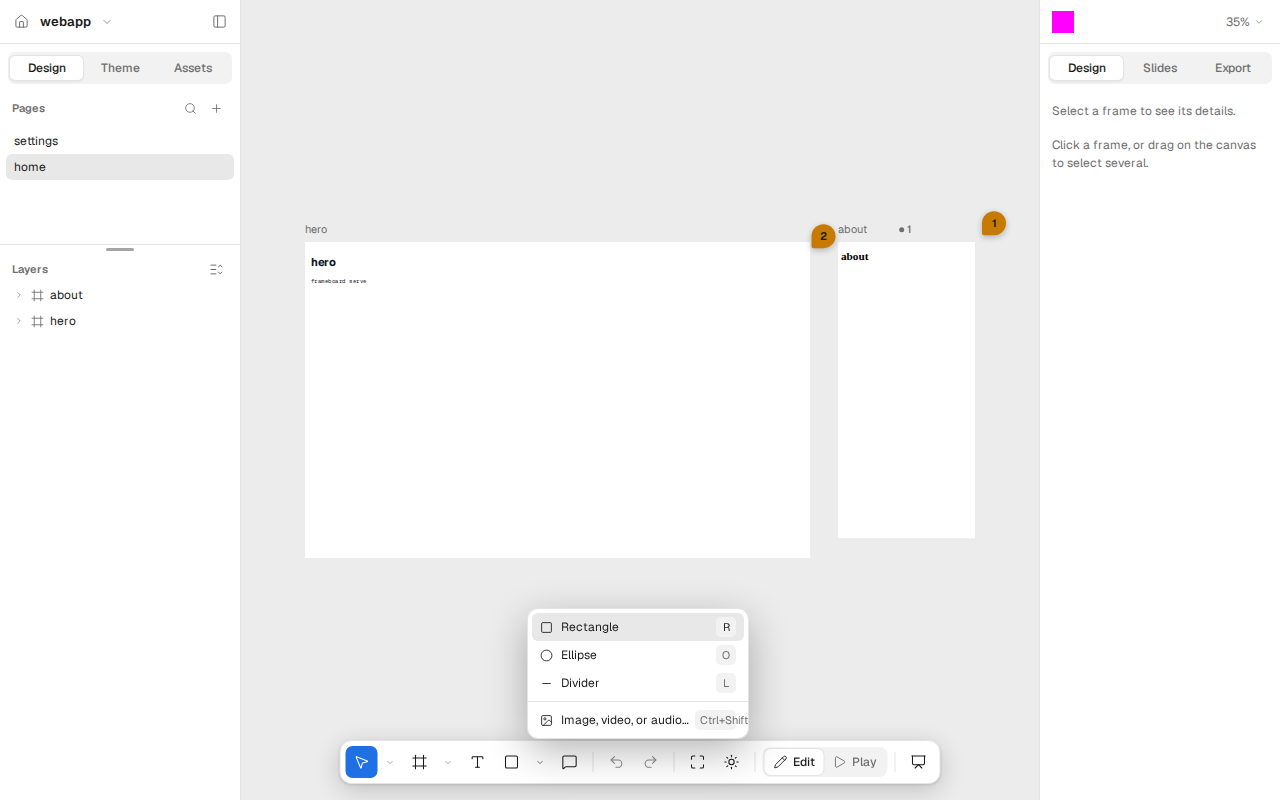 webapp
35%
Design Theme Assets
Design Slides Export
Pages
settings
home
Select a frame to see its details.
Click a frame, or drag on the canvas
to select several.
hero
2
about
1
1
hero
frameboard serve
about
Layers
about
hero
Rectangle R
Ellipse O
Divider L
Image, video, or audio… Ctrl+Shift
Edit Play